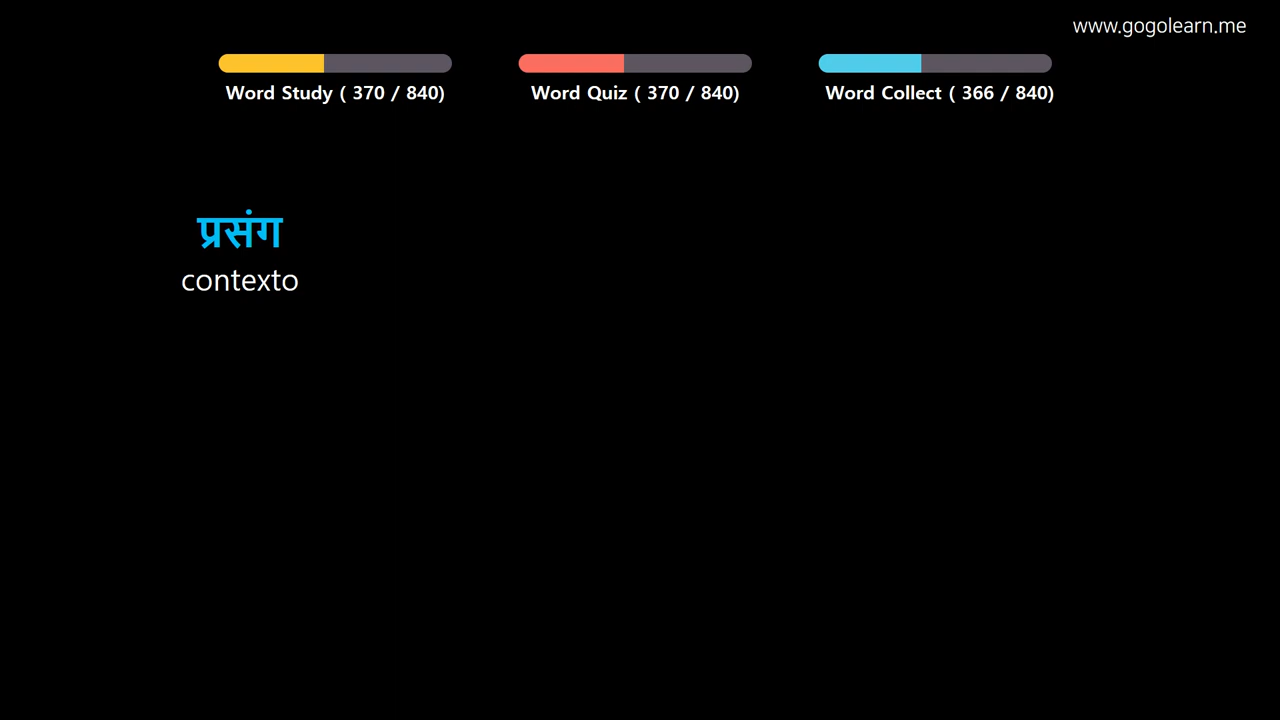 www.gogolearn.me
Word Study ( 370 / 840)
Word Quiz ( 370 / 840)
Word Collect ( 366 / 840)
प्रसंग
contexto